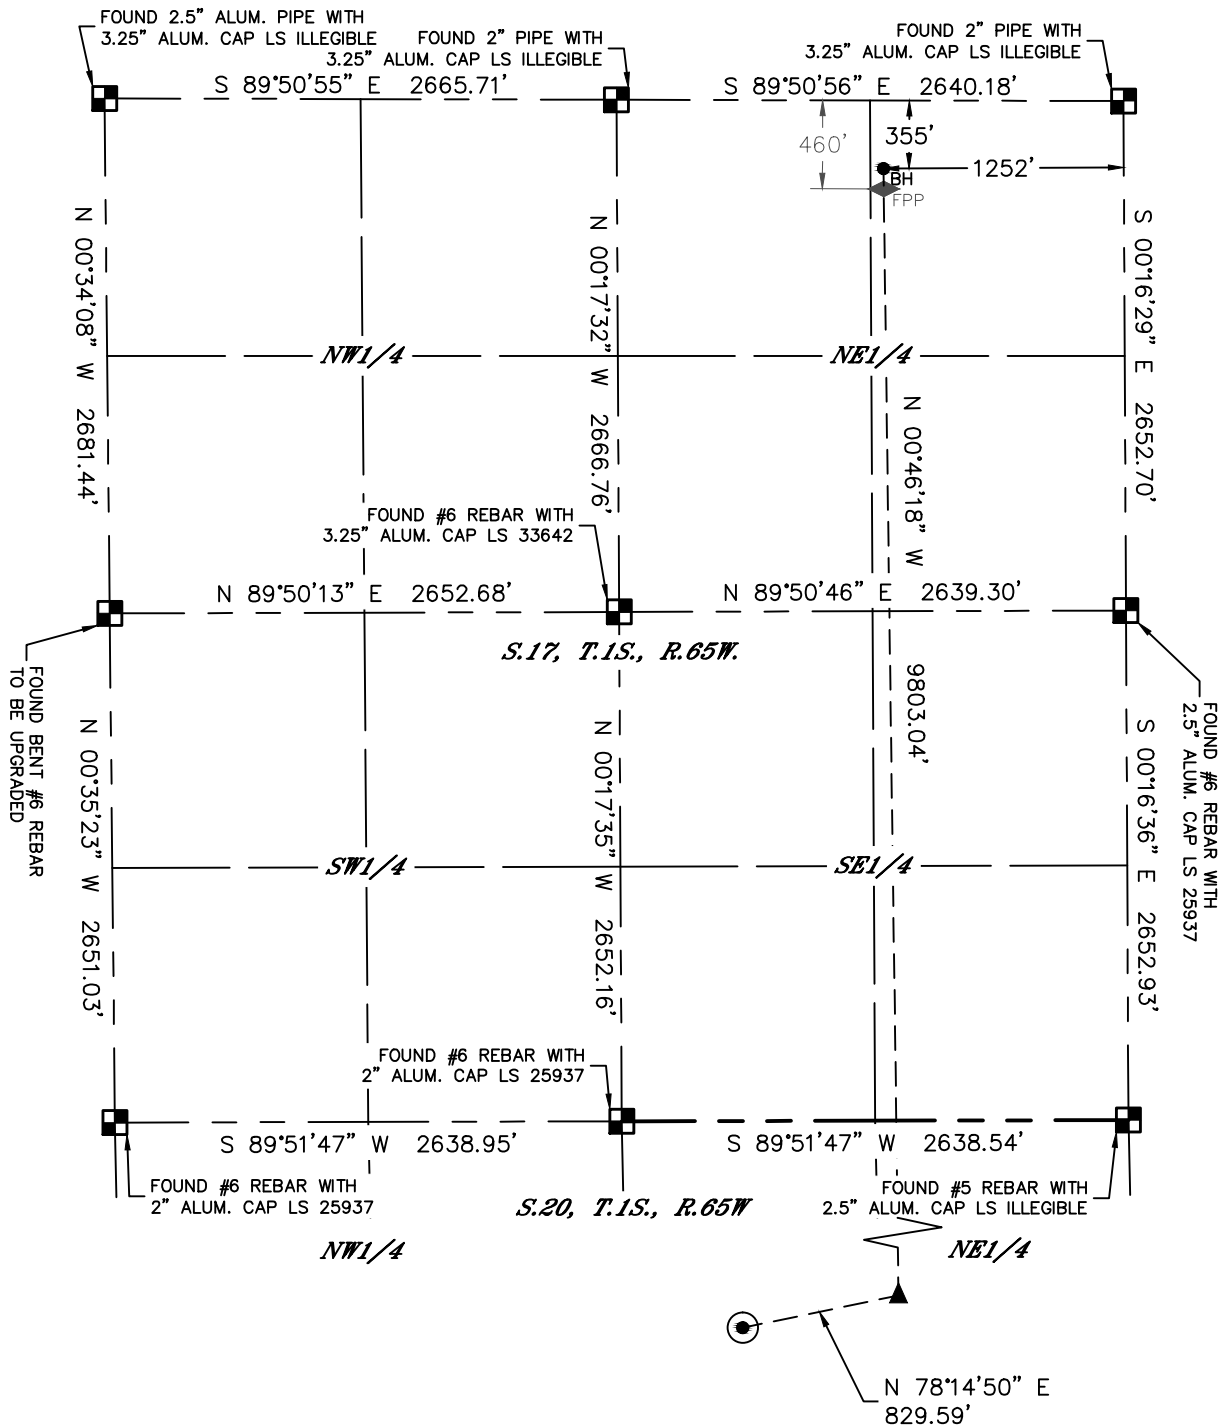 FOUND 2.5" ALUM. PIPE WITH
3.25" ALUM. CAP LS ILLEGIBLE
FOUND 2" PIPE WITH
3.25" ALUM. CAP LS ILLEGIBLE
FOUND 2" PIPE WITH
3.25" ALUM. CAP LS ILLEGIBLE
S 89°50'55" E 2665.71'
S 89°50'56" E 2640.18'
460'
355'
1252'
BH
FPP
N 00°34'08" W 2681.44'
N 00°17'32" W 2666.76'
S 00°16'29" E 2652.70'
NW1/4
NE1/4
N 00°46'18" W 9803.04'
FOUND #6 REBAR WITH
3.25" ALUM. CAP LS 33642
N 89°50'13" E 2652.68'
N 89°50'46" E 2639.30'
S.17, T.1S., R.65W.
FOUND BENT #6 REBAR
TO BE UPGRADED
FOUND #6 REBAR WITH
2.5" ALUM. CAP LS 25937
N 00°35'23" W 2651.03'
N 00°17'35" W 2652.16'
S 00°16'36" E 2652.93'
SW1/4
SE1/4
FOUND #6 REBAR WITH
2" ALUM. CAP LS 25937
S 89°51'47" W 2638.95'
S 89°51'47" W 2638.54'
FOUND #6 REBAR WITH
2" ALUM. CAP LS 25937
FOUND #5 REBAR WITH
2.5" ALUM. CAP LS ILLEGIBLE
S.20, T.1S., R.65W
NW1/4
NE1/4
N 78°14'50" E
829.59'